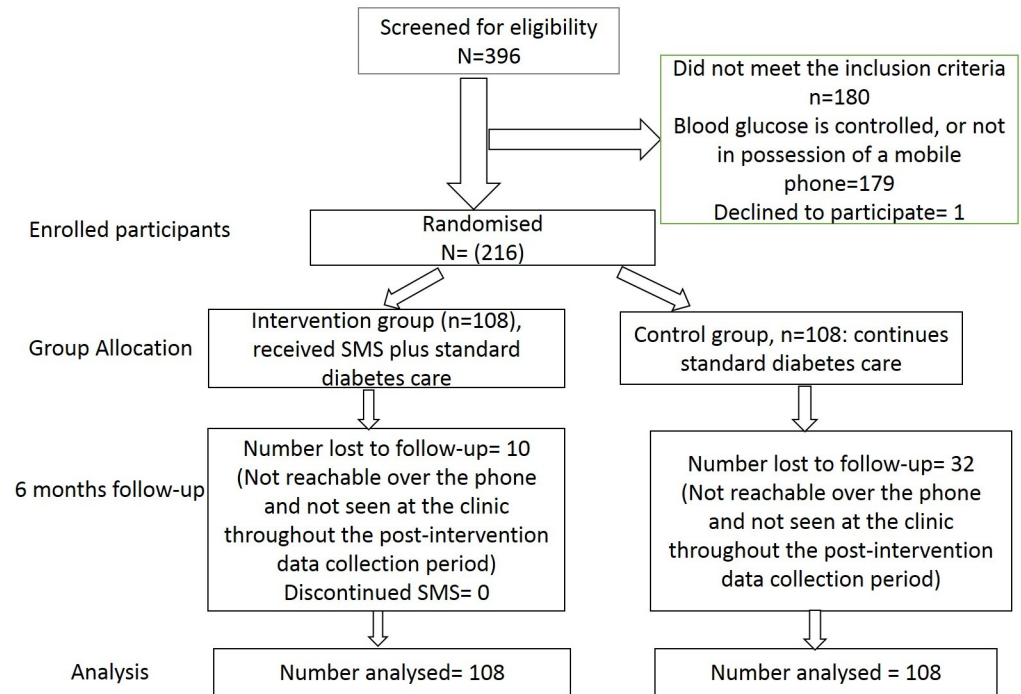 Screened for eligibility
N=396
Did not meet the inclusion criteria
n=180
Blood glucose is controlled, or not
in possession of a mobile
phone=179
Declined to participate= 1
Enrolled participants
Randomised
N= (216)
Group Allocation
Intervention group (n=108),
received SMS plus standard
diabetes care
Control group, n=108: continues
standard diabetes care
6 months follow-up
Number lost to follow-up= 10
(Not reachable over the phone
and not seen at the clinic
throughout the post-intervention
data collection period)
Discontinued SMS= 0
Number lost to follow-up= 32
(Not reachable over the phone
and not seen at the clinic
throughout the post-intervention
data collection period)
Analysis
Number analysed= 108
Number analysed = 108